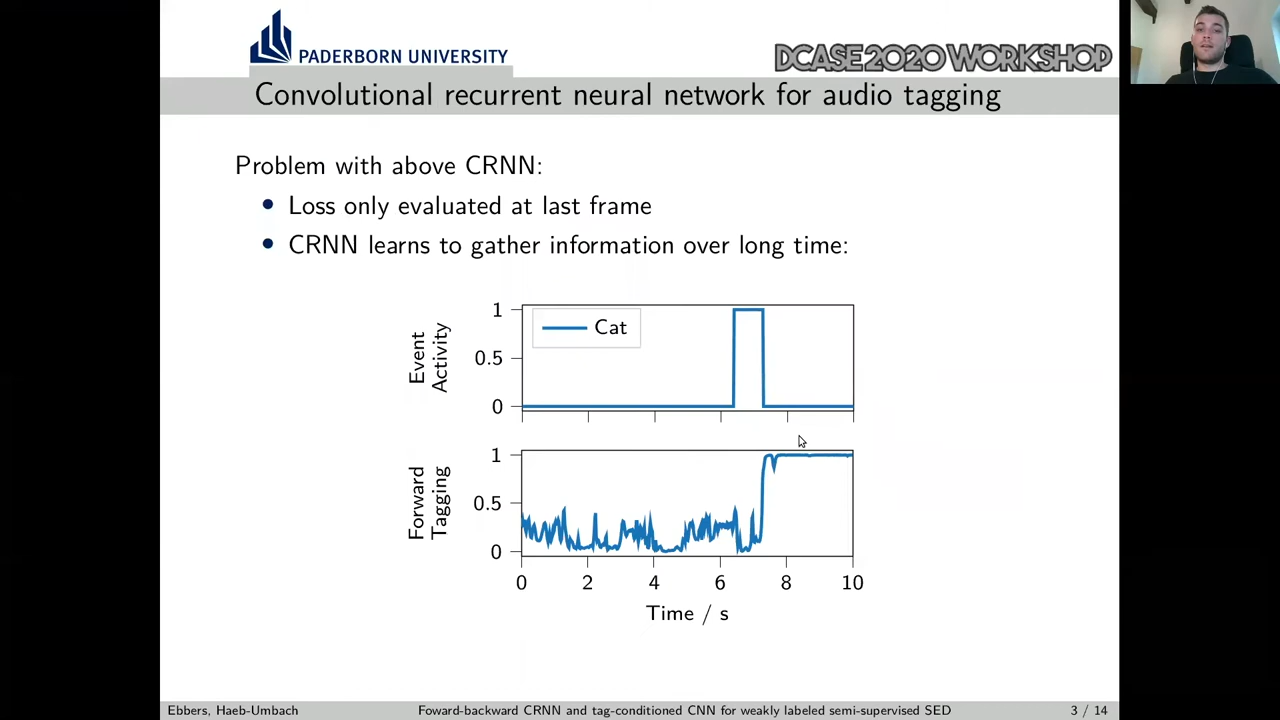 PADERBORN UNIVERSITY
DCASE2020 WORKSHOP
Convolutional recurrent neural network for audio tagging
Problem with above CRNN:
• Loss only evaluated at last frame
• CRNN learns to gather information over long time:
Event
Activity
1
0.5
0
Cat
Forward
Tagging
1
0.5
0
0 2 4 6 8 10
Time / s
Ebbers, Haeb-Umbach Foward-backward CRNN and tag-conditioned CNN for weakly labeled semi-supervised SED 3 / 14